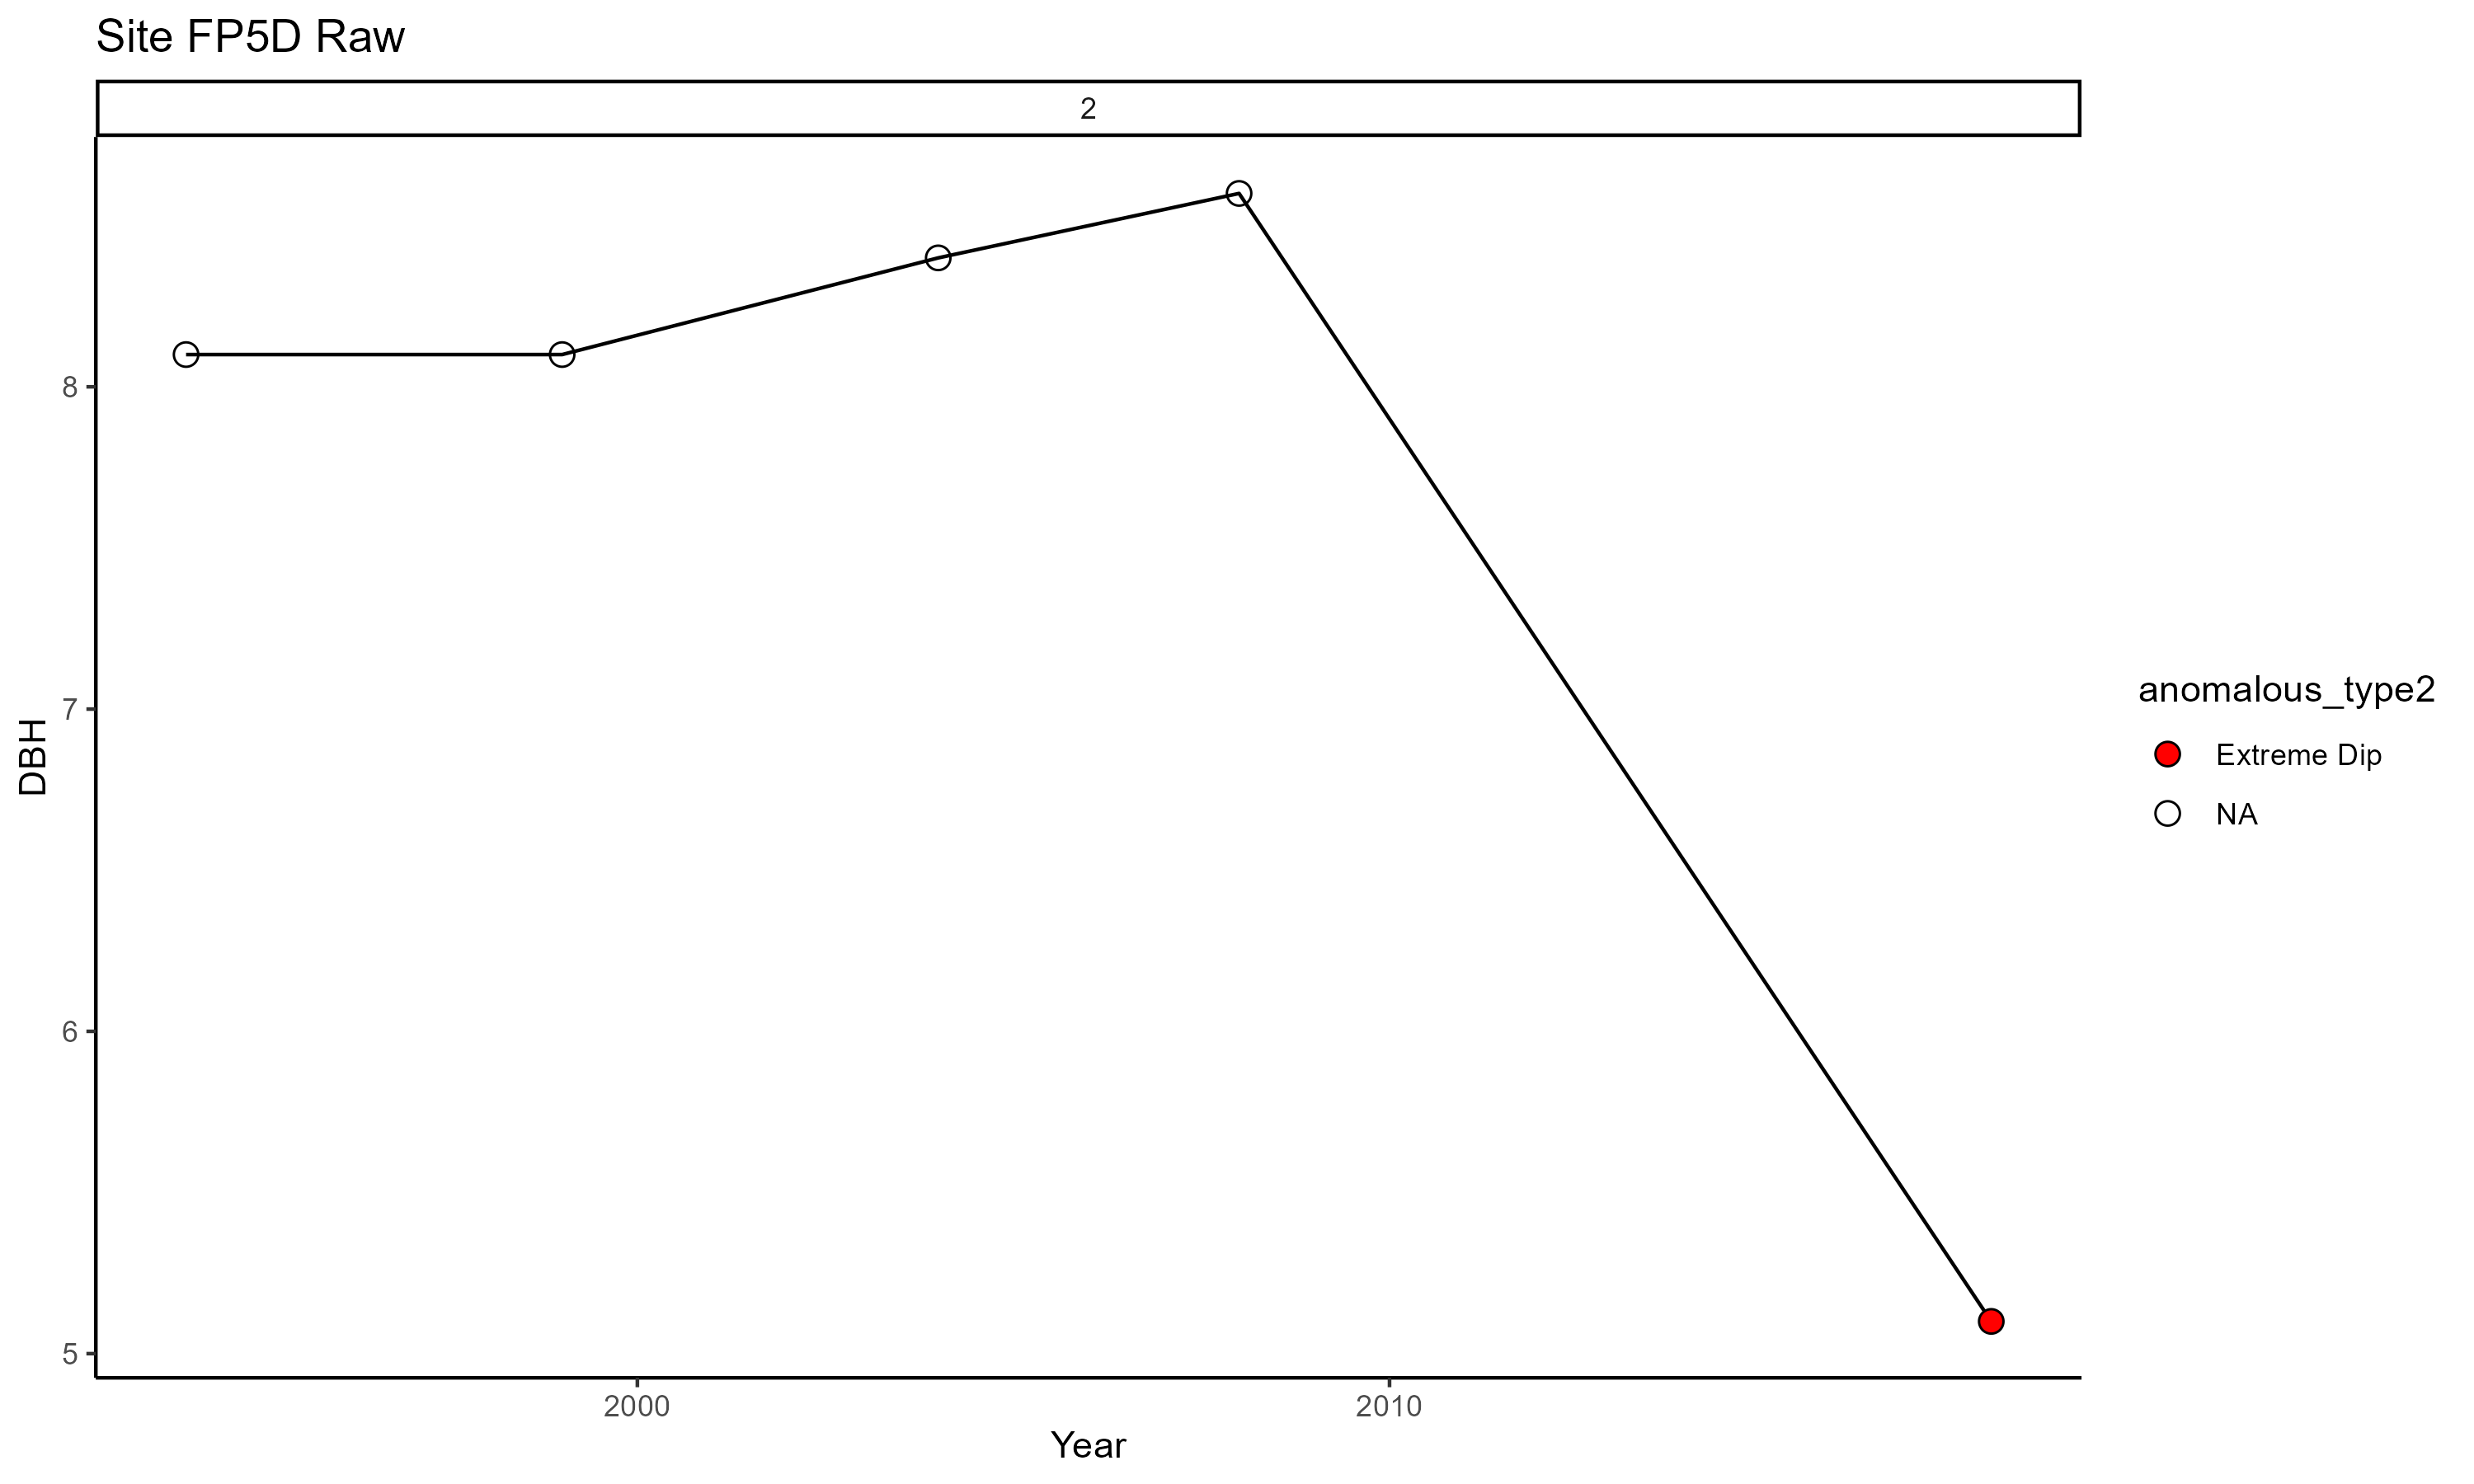 Site FP5D Raw
2
8
7
6
5
DBH
2000
2010
Year
anomalous_type2
Extreme Dip
NA